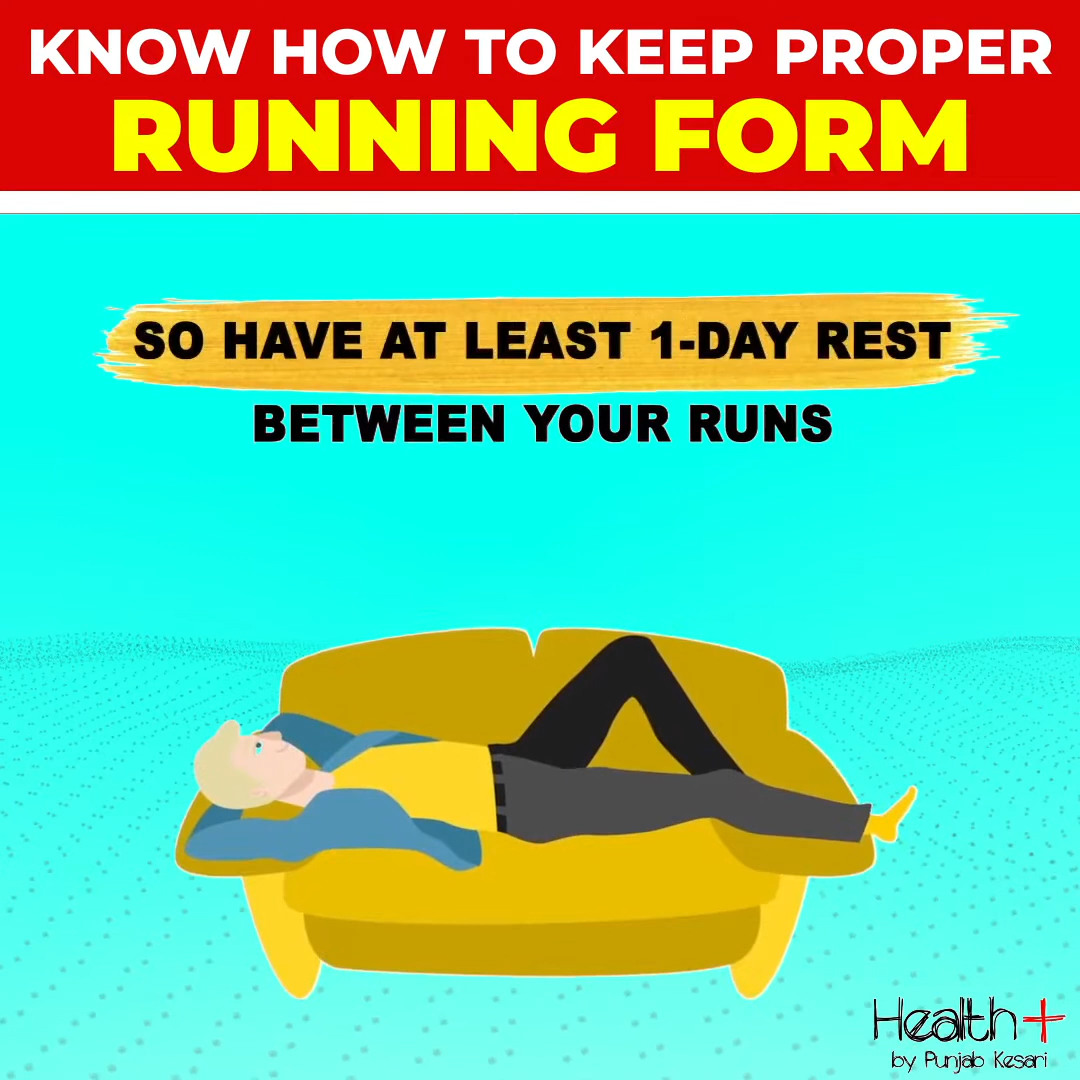 KNOW HOW TO KEEP PROPER
RUNNING FORM
SO HAVE AT LEAST 1-DAY REST
BETWEEN YOUR RUNS
Health+
by Punjab Kesari